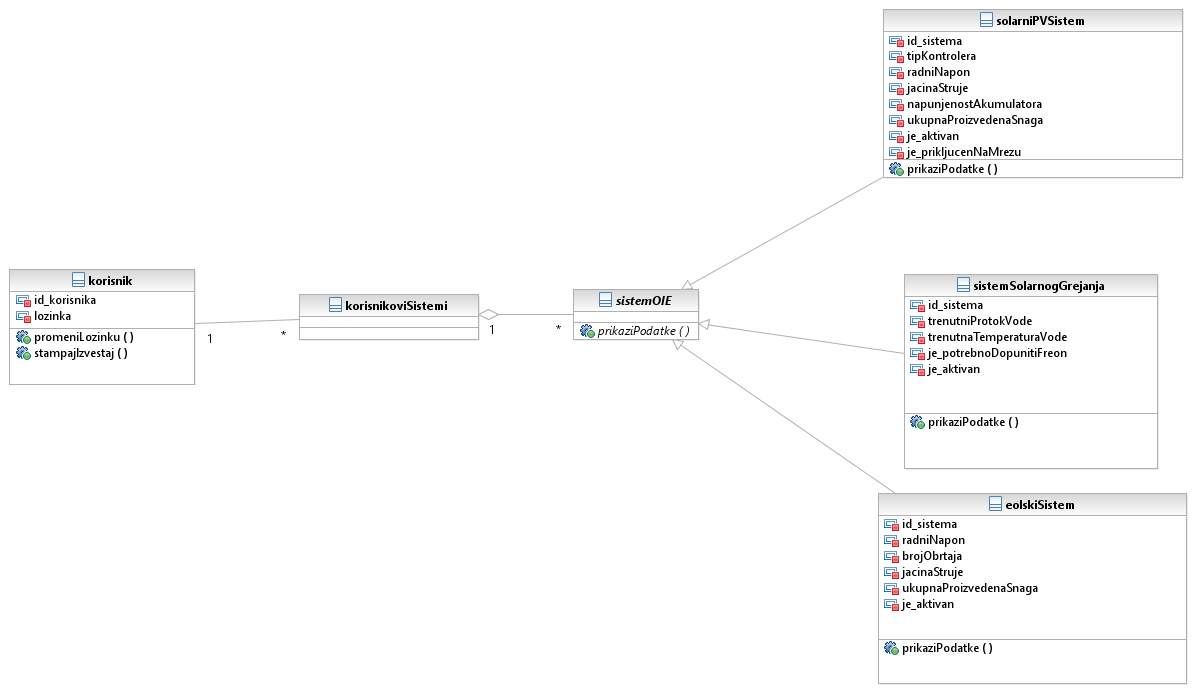 korisnik
id_korisnika
lozinka
promeniLozinku ( )
stampajIzvestaj ( )
1
*
korisnikoviSistemi
1
*
sistemOIE
prikaziPodatke ( )
solarniPVSistem
id_sistema
tipKontrolera
radniNapon
jacinaStruje
napunjenostAkumulatora
ukupnaProizvedenaSnaga
je_aktivan
je_prikljucenNaMrezu
prikaziPodatke ( )
sistemSolarnogGrejanja
id_sistema
trenutniProtokVode
trenutnaTemperaturaVode
je_potrebnoDopunitiFreon
je_aktivan
prikaziPodatke ( )
eolskiSistem
id_sistema
radniNapon
brojObrtaja
jacinaStruje
ukupnaProizvedenaSnaga
je_aktivan
prikaziPodatke ( )